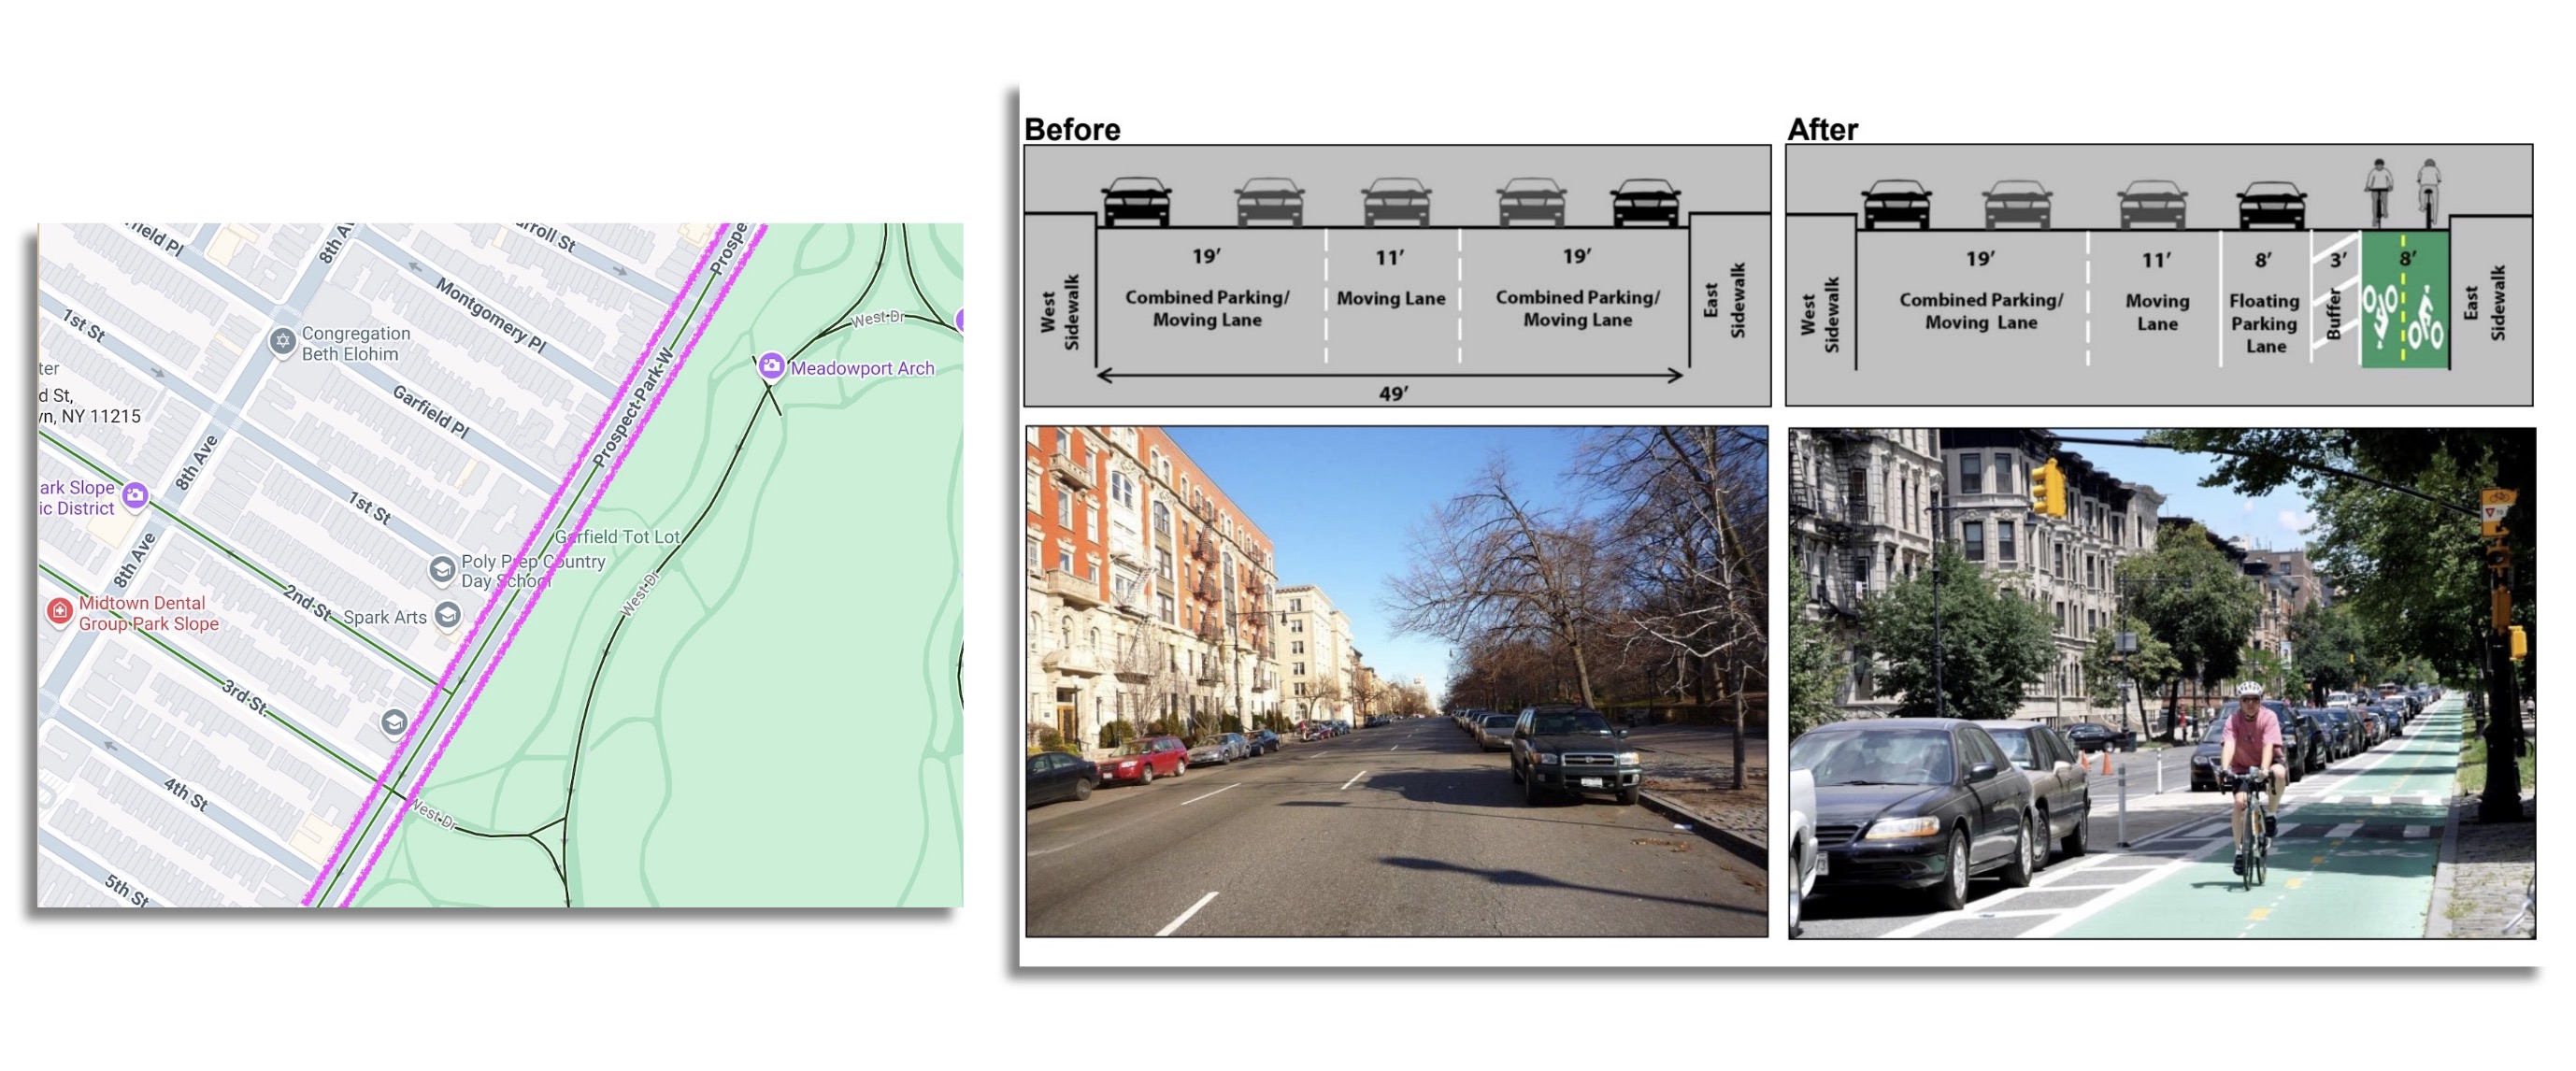 field Pl
8th Av
rroll St
Prospe
Montgomery Pl
1st St
Congregation
Beth Elohim
West Dr
Meadowport Arch
ter
d St,
yn, NY 11215
Garfield Pl
Prospect Park W
8th Ave
ark Slope
ic District
1st St
Garfield Tot Lot
Poly Prep Country
Day School
8th Ave
2nd St
Spark Arts
West Dr
Midtown Dental
Group Park Slope
3rd St.
4th St
West Dr
5th St
Before
West
Sidewalk
19′
Combined Parking/
Moving Lane
11′
Moving Lane
19′
Combined Parking/
Moving Lane
East
Sidewalk
49′
After
West
Sidewalk
19′
Combined Parking/
Moving Lane
11′
Moving
Lane
8′
Floating
Parking
Lane
3′
Buffer
8′
East
Sidewalk